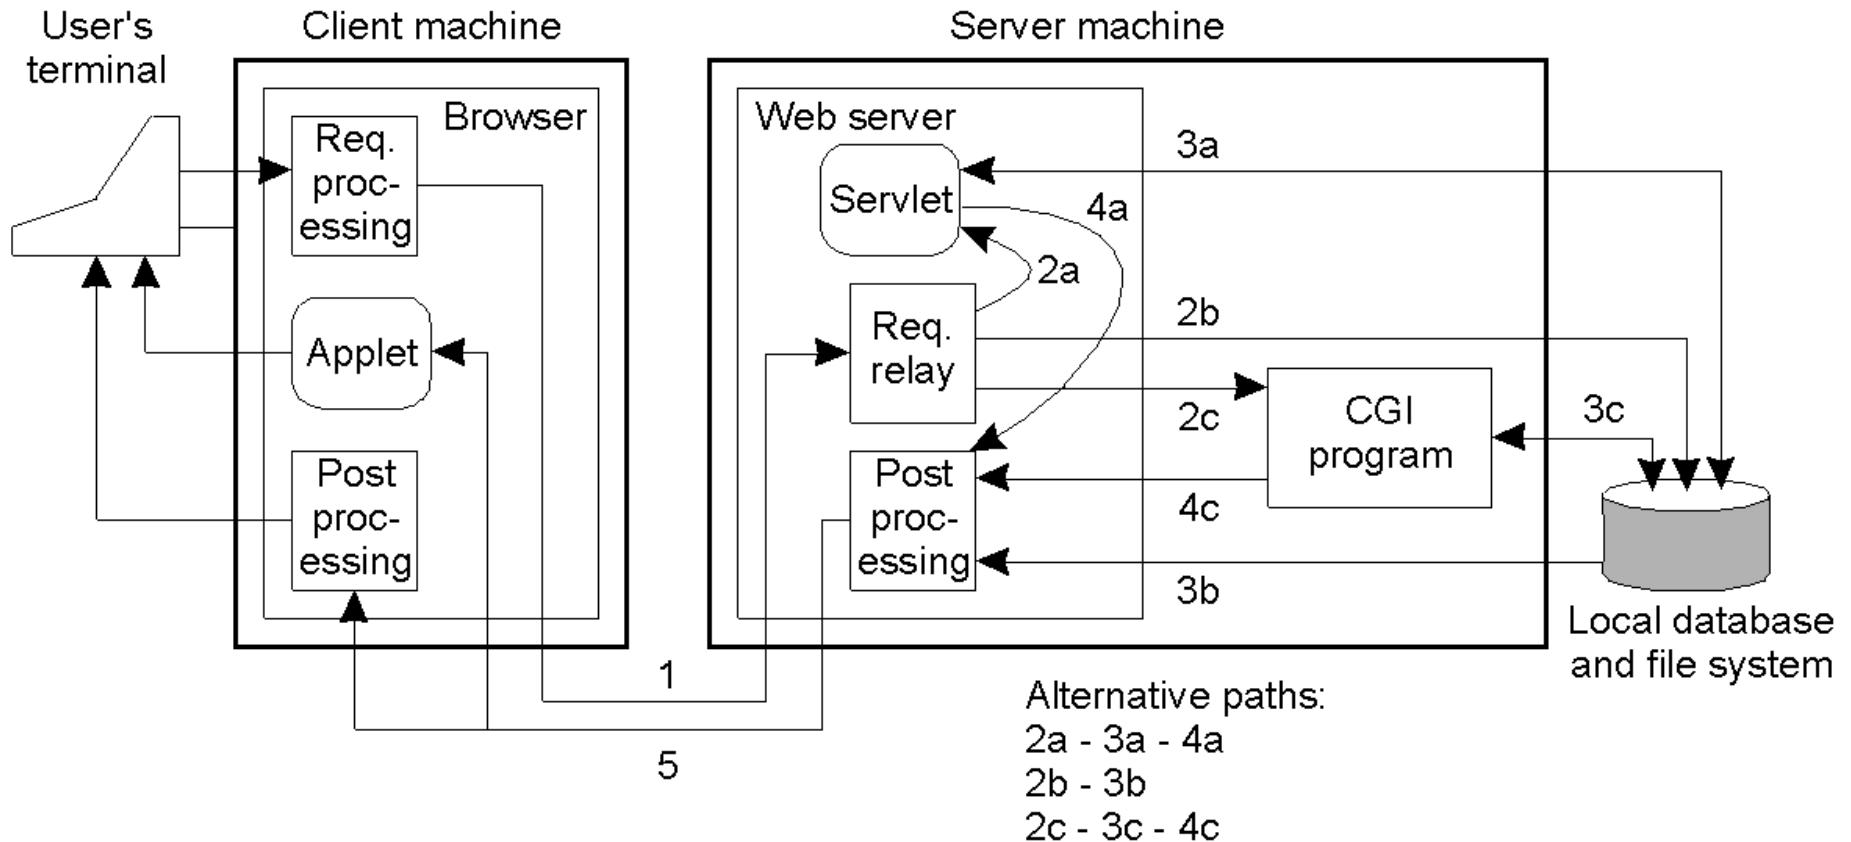 User's
terminal
Client machine
Server machine
Browser
Req.
proc-
essing
Applet
Post
proc-
essing
Web server
Servlet
Req.
relay
Post
proc-
essing
CGI
program
3a
4a
2a
2b
2c
3c
4c
3b
Local database
and file system
1
5
Alternative paths:
2a - 3a - 4a
2b - 3b
2c - 3c - 4c